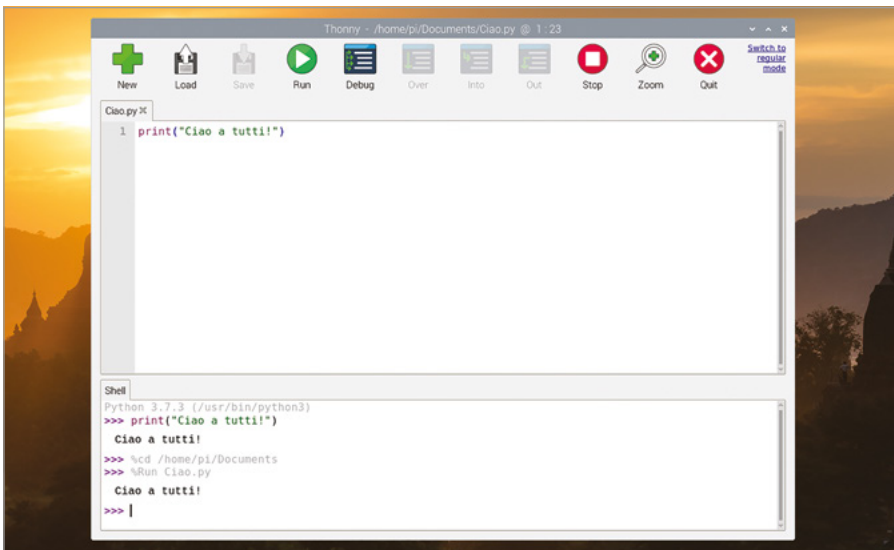 Thonny - /home/pi/Documents/Ciao.py @ 1:23
New Load Save Run Debug Over Into Out Stop Zoom Quit
Switch to
regular
mode
Ciao.py
1 print("Ciao a tutti!")
Shell
Python 3.7.3 (/usr/bin/python3)
>>> print("Ciao a tutti!")
Ciao a tutti!
>>> %cd /home/pi/Documents
>>> %Run Ciao.py
Ciao a tutti!
>>>